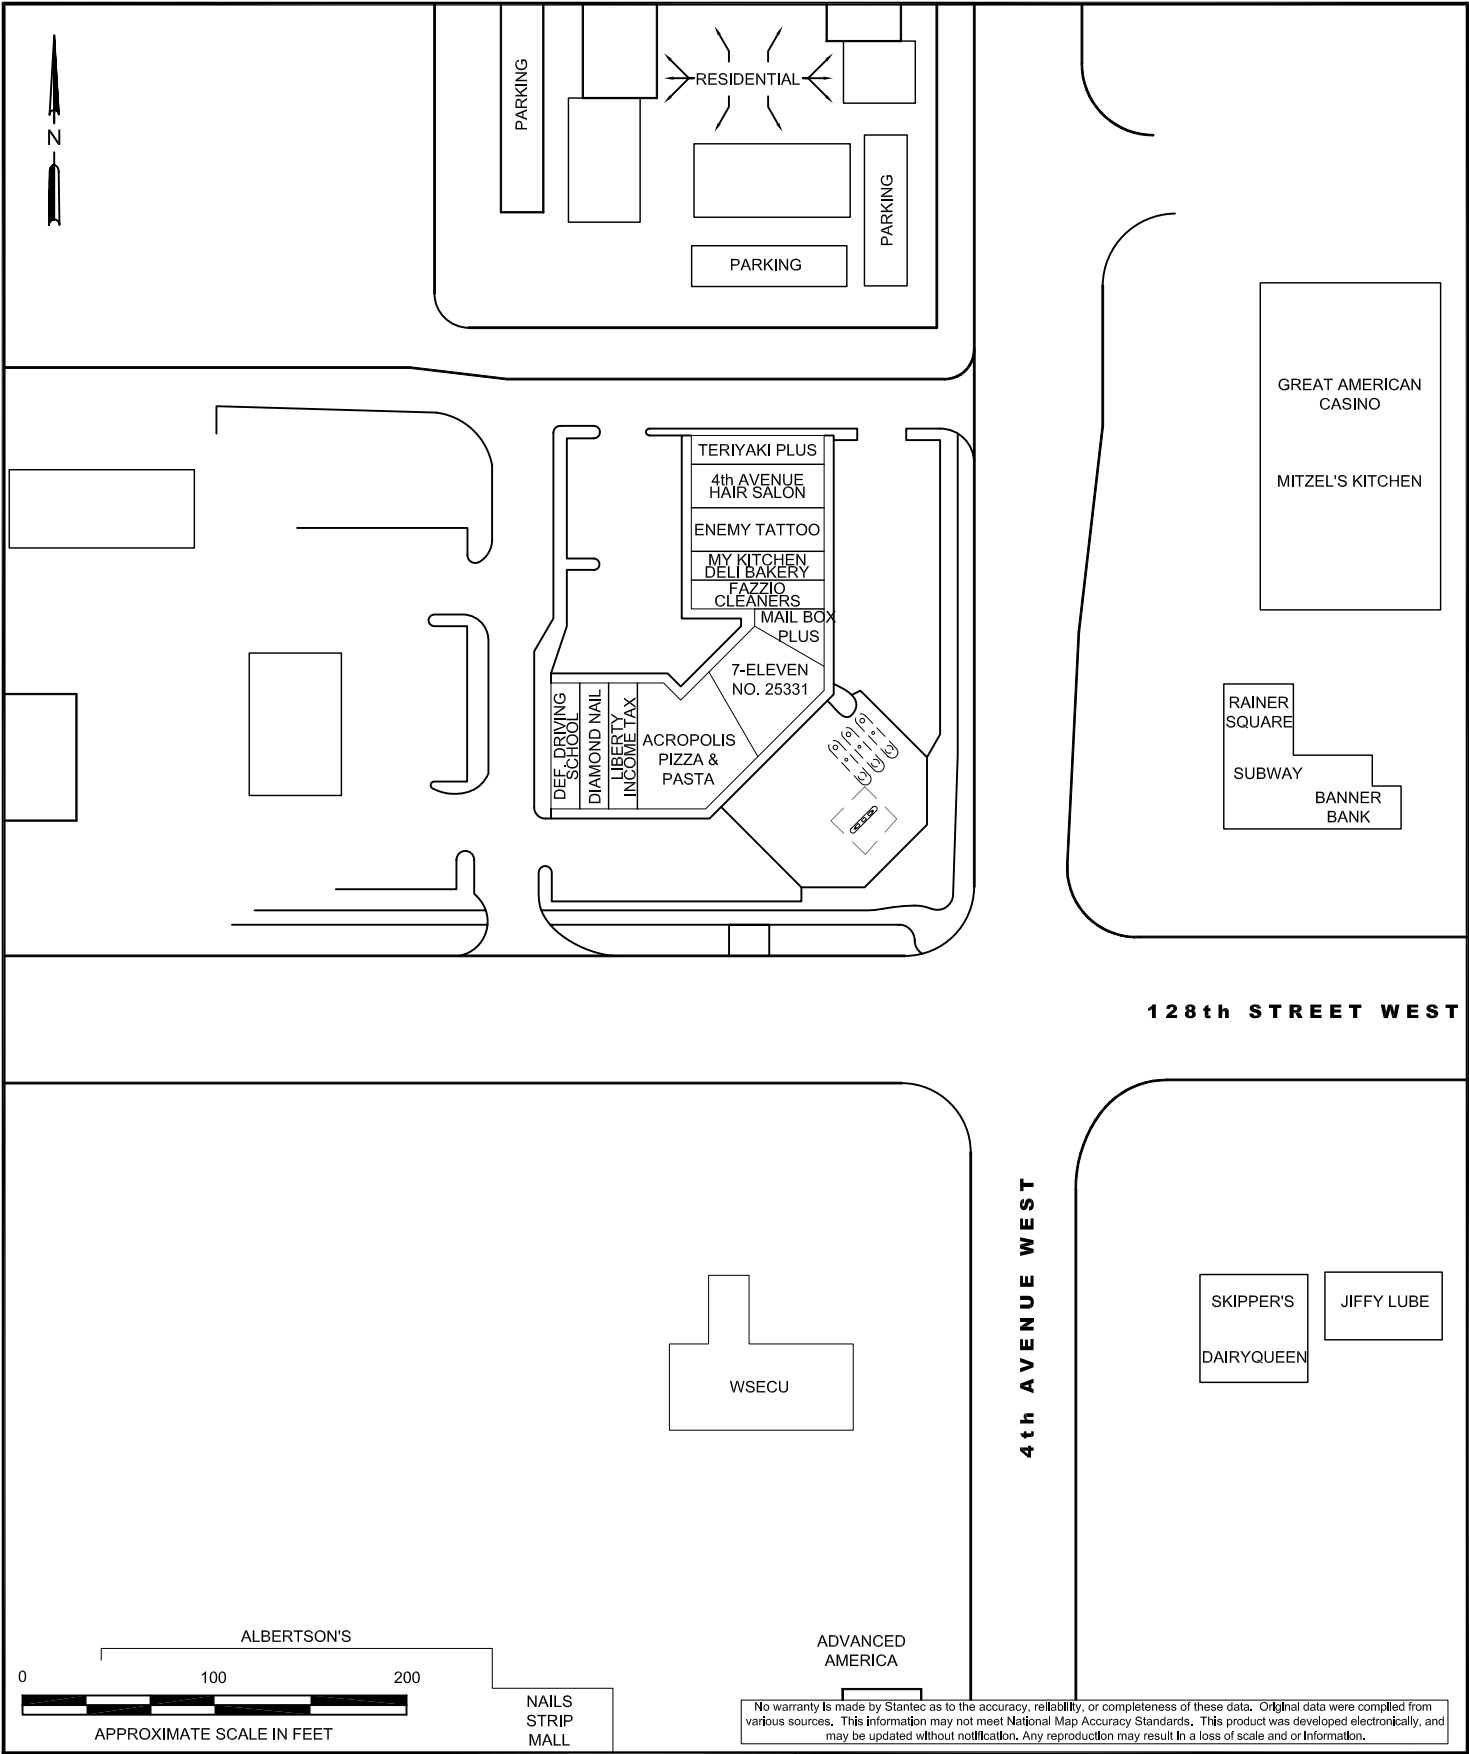 RESIDENTIAL
PARKING
N
PARKING
PARKING
GREAT AMERICAN
CASINO
MITZEL'S KITCHEN
TERIYAKI PLUS
4th AVENUE
HAIR SALON
ENEMY TATTOO
MY KITCHEN
DELI BAKERY
FAZZIO
CLEANERS
MAIL BOX
PLUS
7-ELEVEN
NO. 25331
DEF. DRIVING
SCHOOL
DIAMOND NAIL
LIBERTY
INCOME TAX
ACROPOLIS
PIZZA &
PASTA
RAINER
SQUARE
SUBWAY
BANNER
BANK
128th STREET WEST
4th AVENUE WEST
SKIPPER'S
DAIRYQUEEN
JIFFY LUBE
WSECU
ALBERTSON'S
ADVANCED
AMERICA
0 100 200
APPROXIMATE SCALE IN FEET
NAILS
STRIP
MALL
No warranty is made by Stantec as to the accuracy, reliability, or completeness of these data. Original data were compiled from
various sources. This information may not meet National Map Accuracy Standards. This product was developed electronically, and
may be updated without notification. Any reproduction may result in a loss of scale and or information.